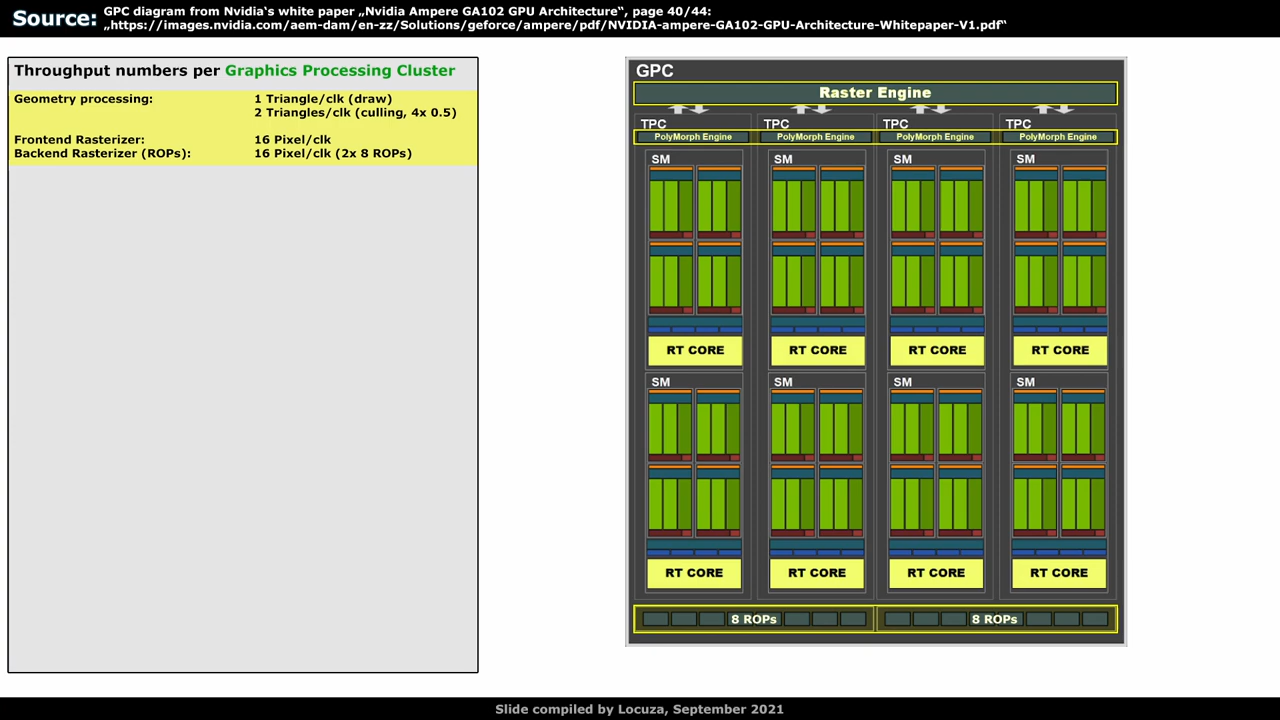 Source:
GPC diagram from Nvidia‘s white paper „Nvidia Ampere GA102 GPU Architecture“, page 40/44:
„https://images.nvidia.com/aem-dam/en-zz/Solutions/geforce/ampere/pdf/NVIDIA-ampere-GA102-GPU-Architecture-Whitepaper-V1.pdf“
Throughput numbers per Graphics Processing Cluster
Geometry processing: 1 Triangle/clk (draw)
2 Triangles/clk (culling, 4x 0.5)
Frontend Rasterizer: 16 Pixel/clk
Backend Rasterizer (ROPs): 16 Pixel/clk (2x 8 ROPs)
GPC
Raster Engine
TPC TPC TPC TPC
PolyMorph Engine PolyMorph Engine PolyMorph Engine PolyMorph Engine
SM SM SM SM
RT CORE RT CORE RT CORE RT CORE
SM SM SM SM
RT CORE RT CORE RT CORE RT CORE
8 ROPs 8 ROPs
Slide compiled by Locuza, September 2021